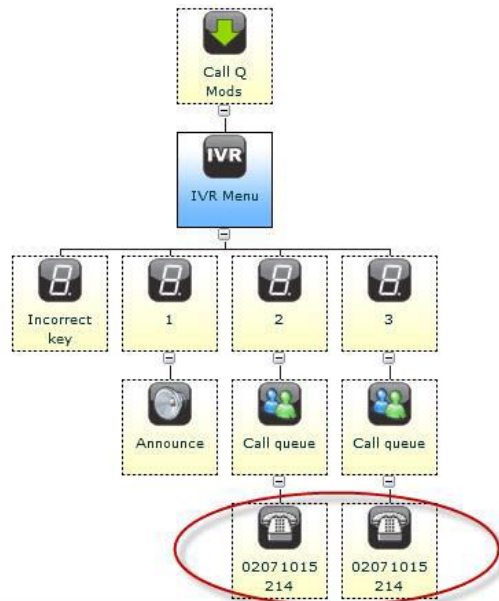 Call Q
Mods
IVR
IVR Menu
Incorrect
key
1
2
3
Announce
Call queue
Call queue
02071015
214
02071015
214